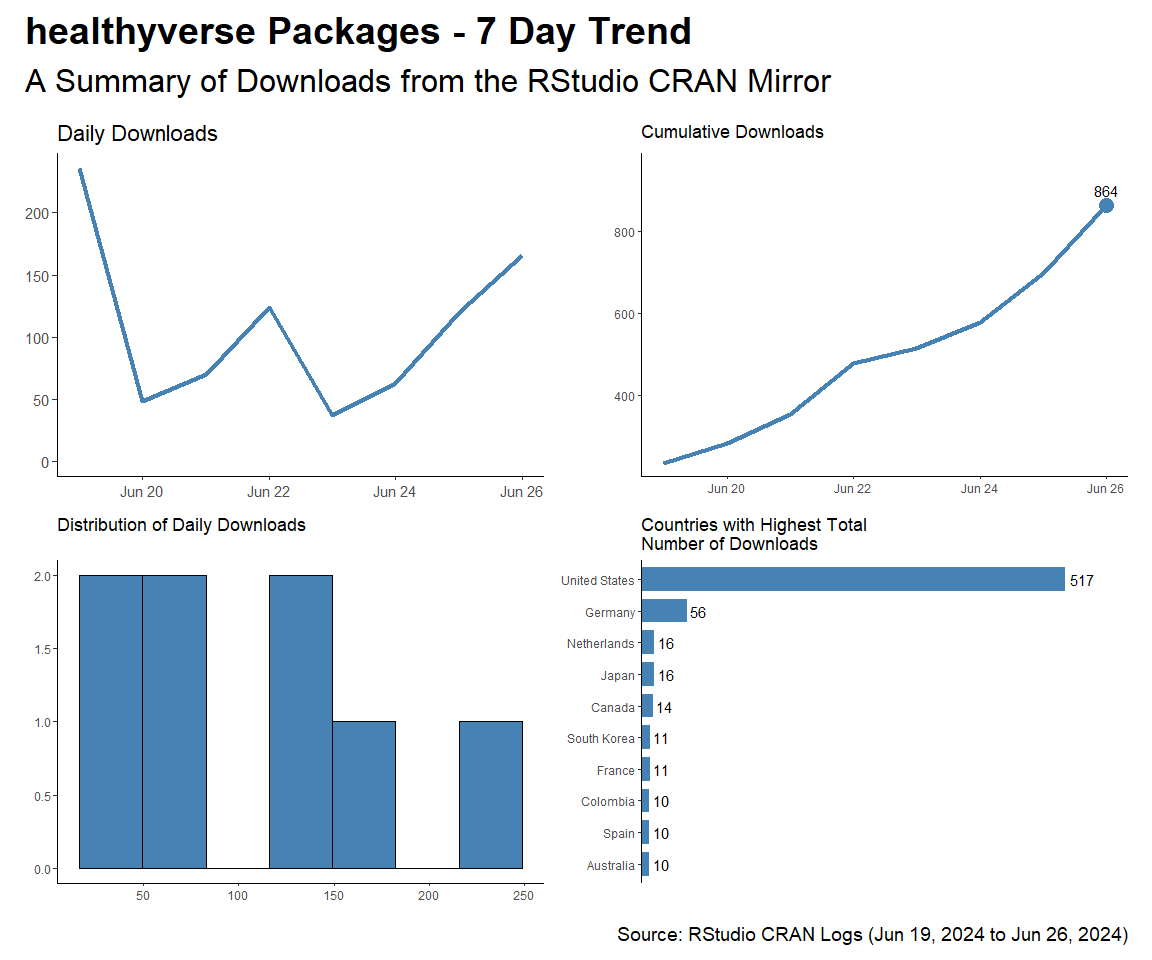 healthyverse Packages - 7 Day Trend
A Summary of Downloads from the RStudio CRAN Mirror
Daily Downloads
200
150
100
50
0
Jun 20 Jun 22 Jun 24 Jun 26
Cumulative Downloads
864
800
600
400
Jun 20 Jun 22 Jun 24 Jun 26
Distribution of Daily Downloads
2.0
1.5
1.0
0.5
0.0
50 100 150 200 250
Countries with Highest Total
Number of Downloads
United States 517
Germany 56
Netherlands 16
Japan 16
Canada 14
South Korea 11
France 11
Colombia 10
Spain 10
Australia 10
Source: RStudio CRAN Logs (Jun 19, 2024 to Jun 26, 2024)